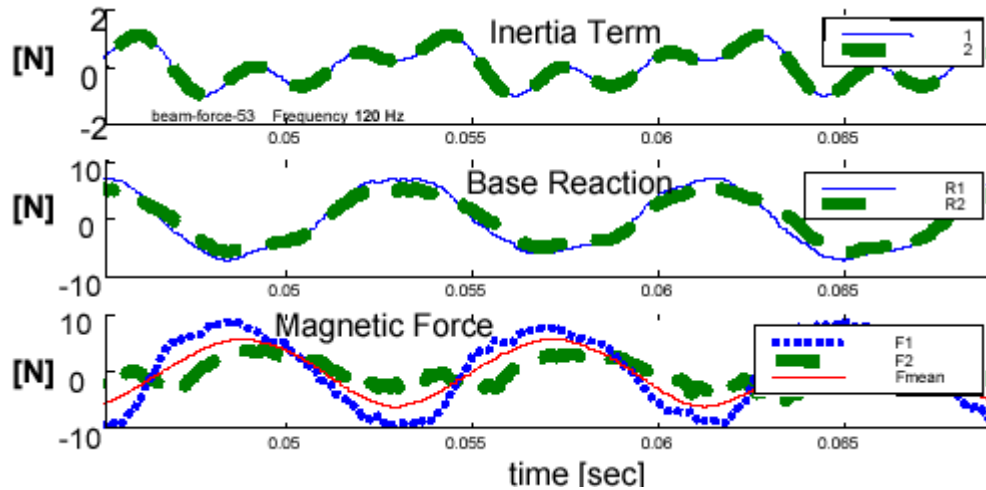 2
Inertia Term
1
2
[N]
0
beam-force-53 Frequency 120 Hz
-2
0.05
0.055
0.06
0.065
10
Base Reaction
R1
R2
[N]
0
-10
0.05
0.055
0.06
0.065
10
Magnetic Force
F1
F2
Fmean
[N]
0
-10
0.05
0.055
0.06
0.065
time [sec]